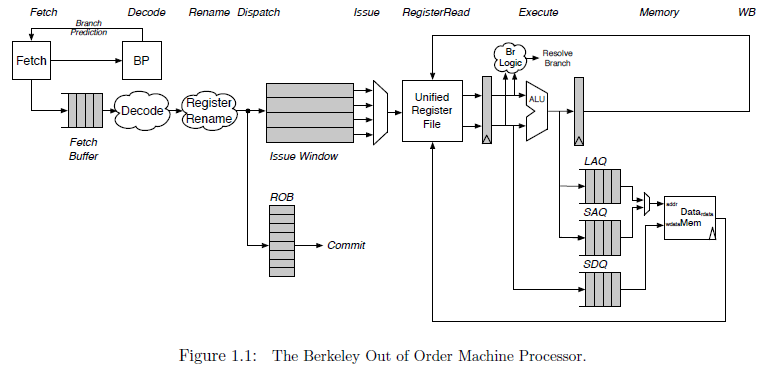 Fetch Decode Rename Dispatch Issue RegisterRead Execute Memory WB
Branch
Prediction
Fetch
BP
Br
Logic
Resolve
Branch
Decode
Register
Rename
Unified
Register
File
ALU
Fetch
Buffer
Issue Window
LAQ
ROB
SAQ
addr
Data
rdata
wdata
Mem
Commit
SDQ
Figure 1.1: The Berkeley Out of Order Machine Processor.